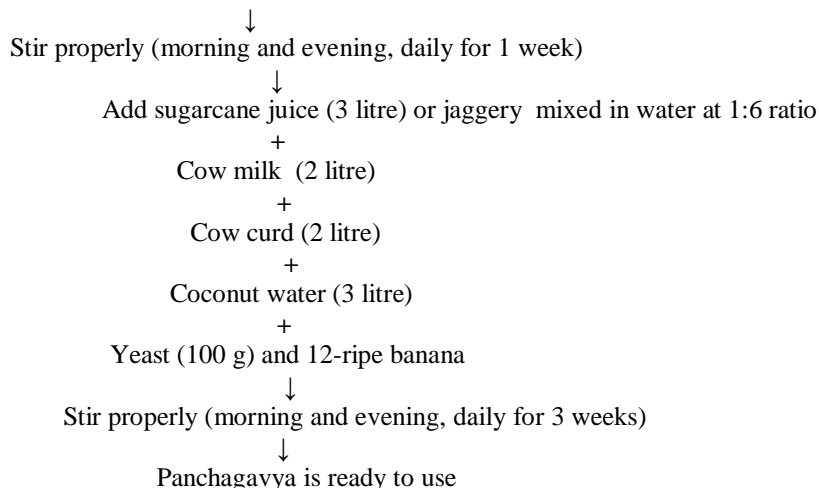 ↓
Stir properly (morning and evening, daily for 1 week)
↓
Add sugarcane juice (3 litre) or jaggery mixed in water at 1:6 ratio
+
Cow milk (2 litre)
+
Cow curd (2 litre)
+
Coconut water (3 litre)
+
Yeast (100 g) and 12-ripe banana
↓
Stir properly (morning and evening, daily for 3 weeks)
↓
Panchagavya is ready to use